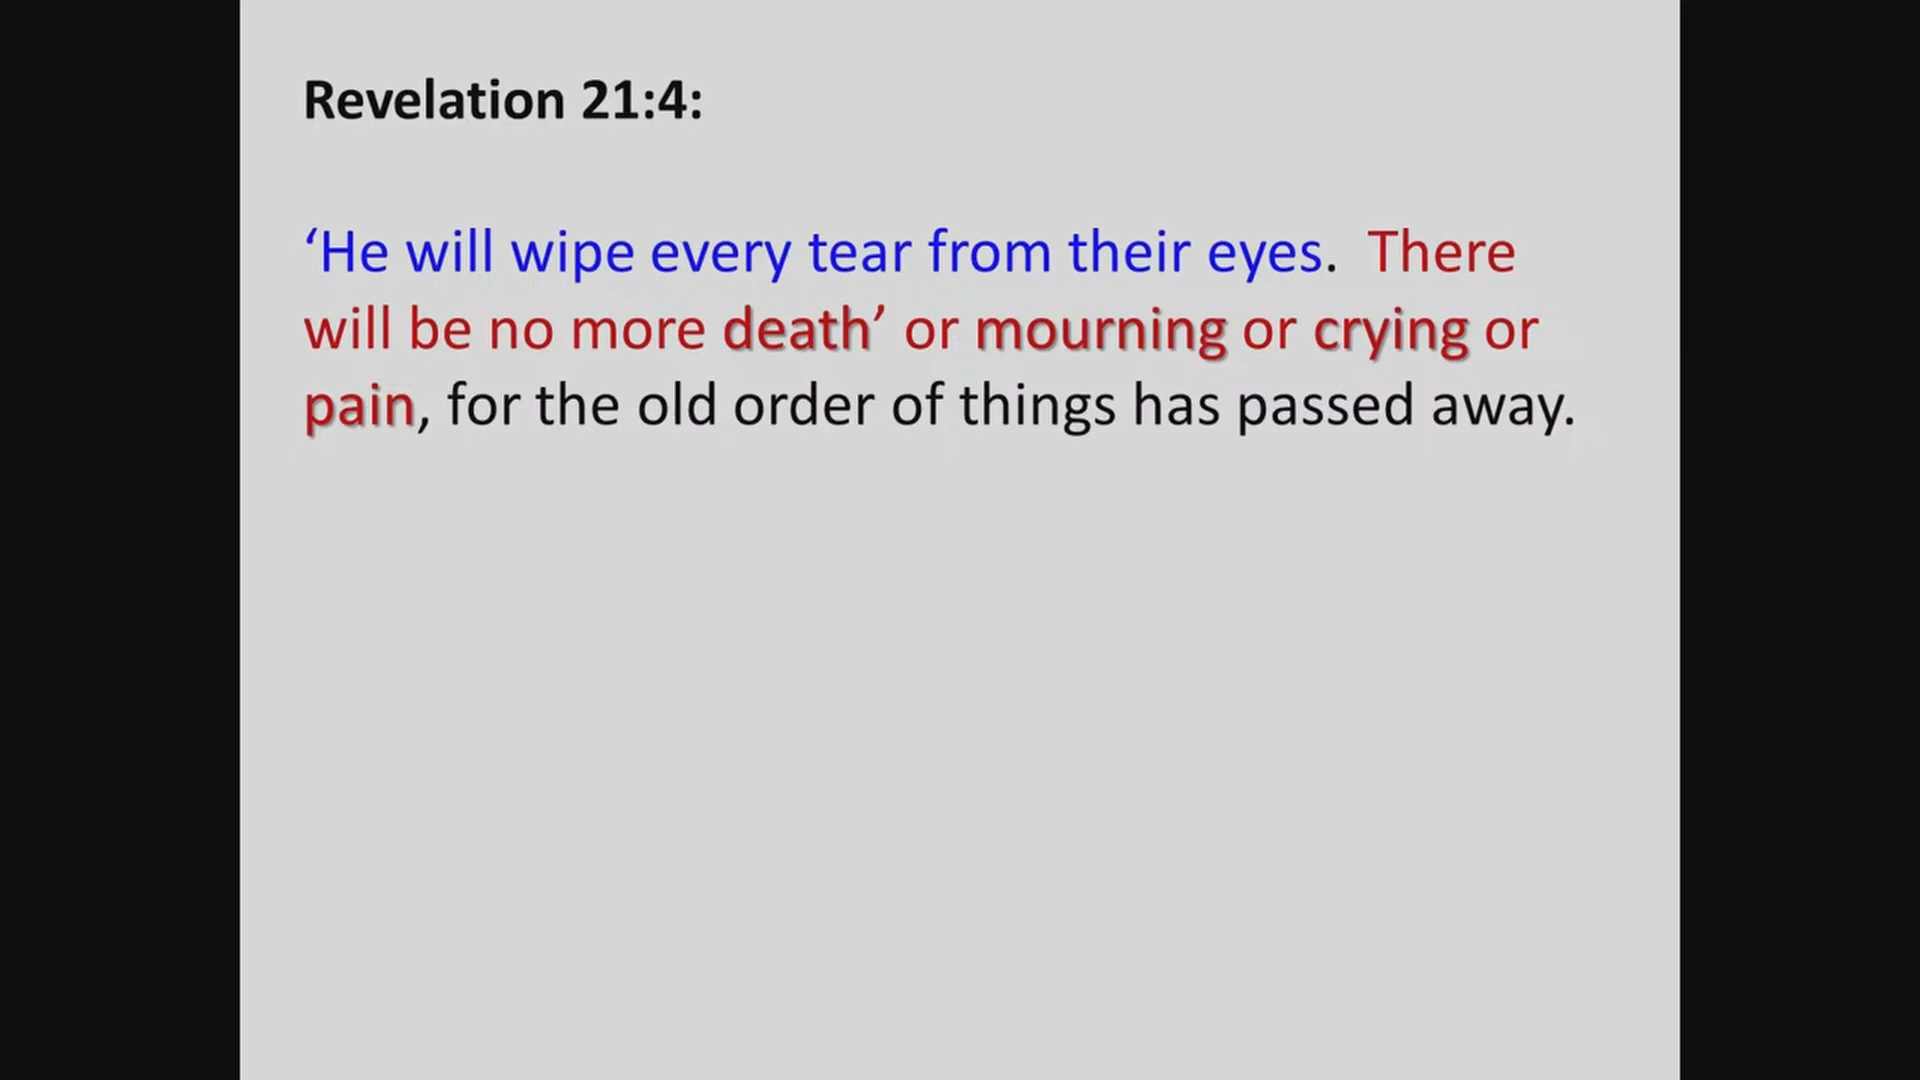 Revelation 21:4:
‘He will wipe every tear from their eyes.  There
will be no more death’ or mourning or crying or
pain, for the old order of things has passed away.